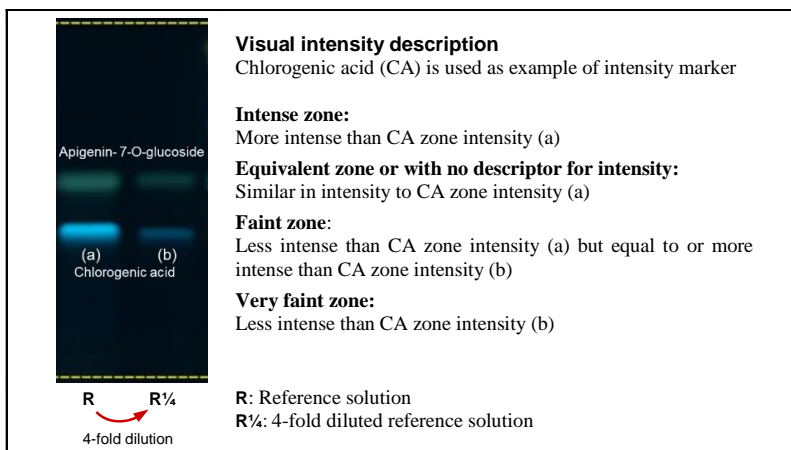 Visual intensity description
Chlorogenic acid (CA) is used as example of intensity marker
Intense zone:
More intense than CA zone intensity (a)
Apigenin- 7-O-glucoside
Equivalent zone or with no descriptor for intensity:
Similar in intensity to CA zone intensity (a)
Faint zone:
Less intense than CA zone intensity (a) but equal to or more
intense than CA zone intensity (b)
(a) (b)
Chlorogenic acid
Very faint zone:
Less intense than CA zone intensity (b)
R R¼
4-fold dilution
R: Reference solution
R¼: 4-fold diluted reference solution